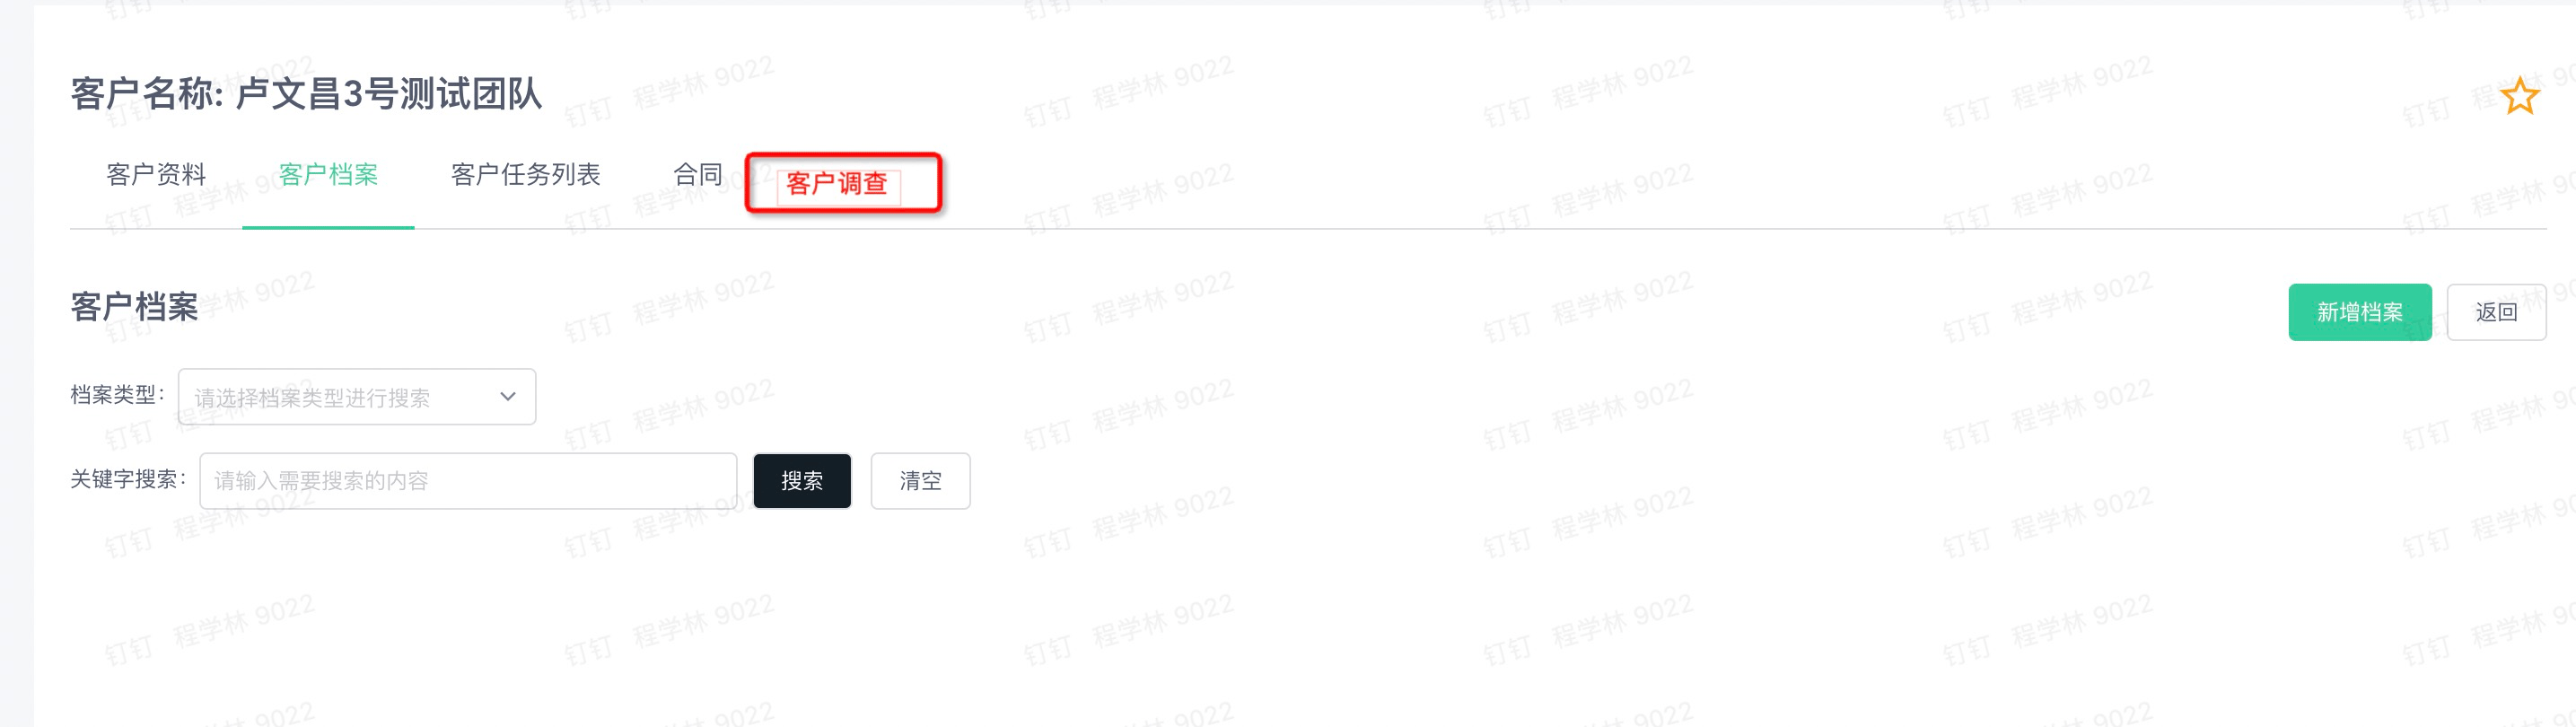 客户名称: 卢文昌3号测试团队
客户资料 客户档案 客户任务列表 合同 客户调查
客户档案 新增档案 返回
档案类型: 请选择档案类型进行搜索
关键字搜索: 请输入需要搜索的内容 搜索 清空
钉钉 程学林 9022